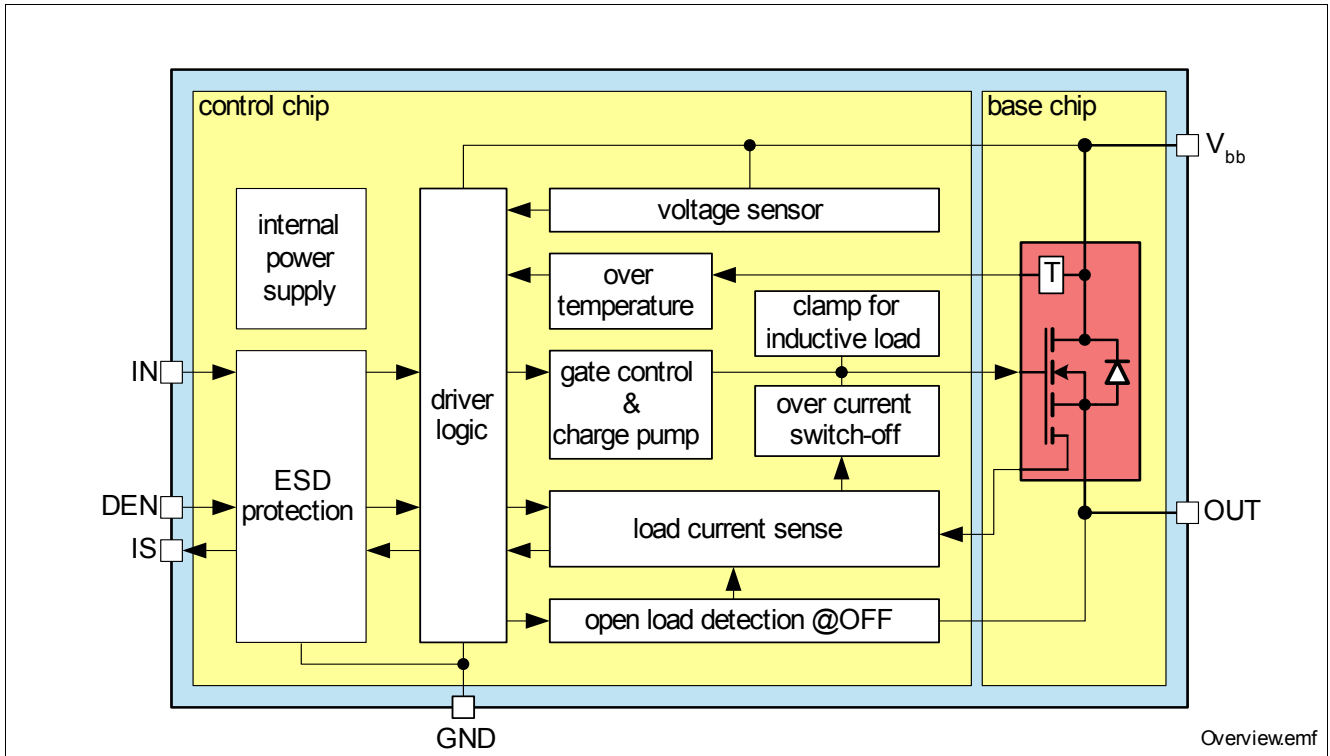 control chip
base chip
V_bb
voltage sensor
internal
power
supply
over
temperature
T
clamp for
inductive load
IN
driver
logic
gate control
&
charge pump
over current
switch-off
ESD
protection
DEN
IS
load current sense
OUT
open load detection @OFF
GND
Overview.emf